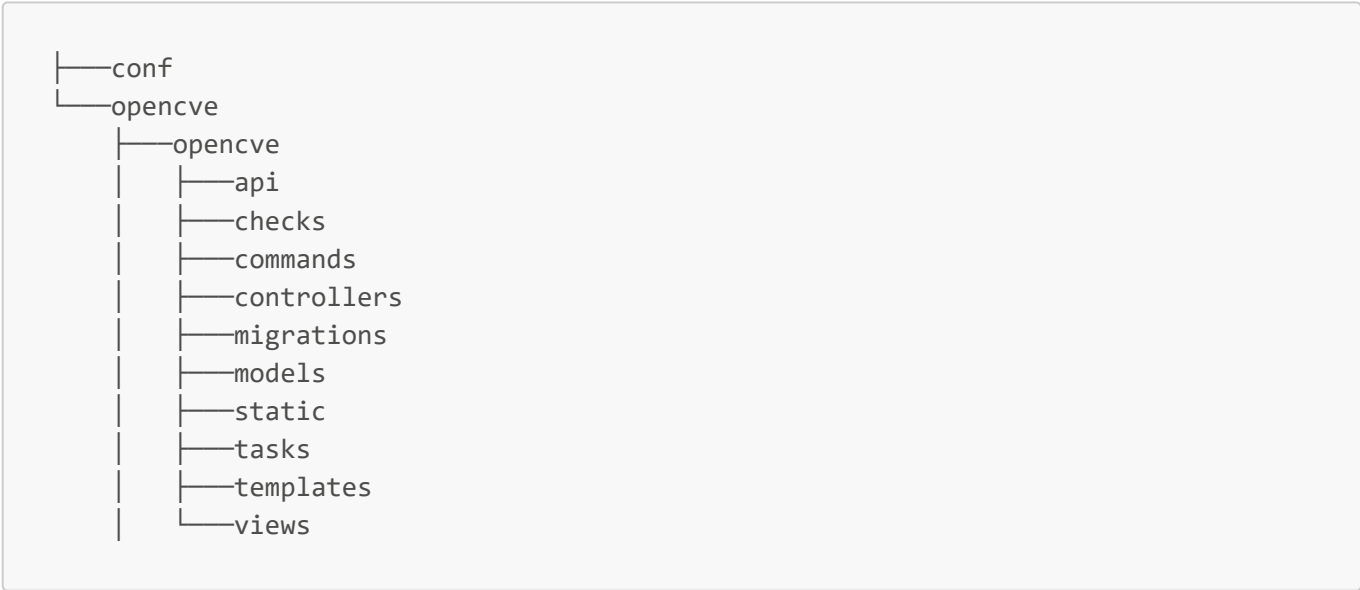 ├───conf
└───opencve
    ├───opencve
    │   ├───api
    │   ├───checks
    │   ├───commands
    │   ├───controllers
    │   ├───migrations
    │   ├───models
    │   ├───static
    │   ├───tasks
    │   ├───templates
    │   └───views